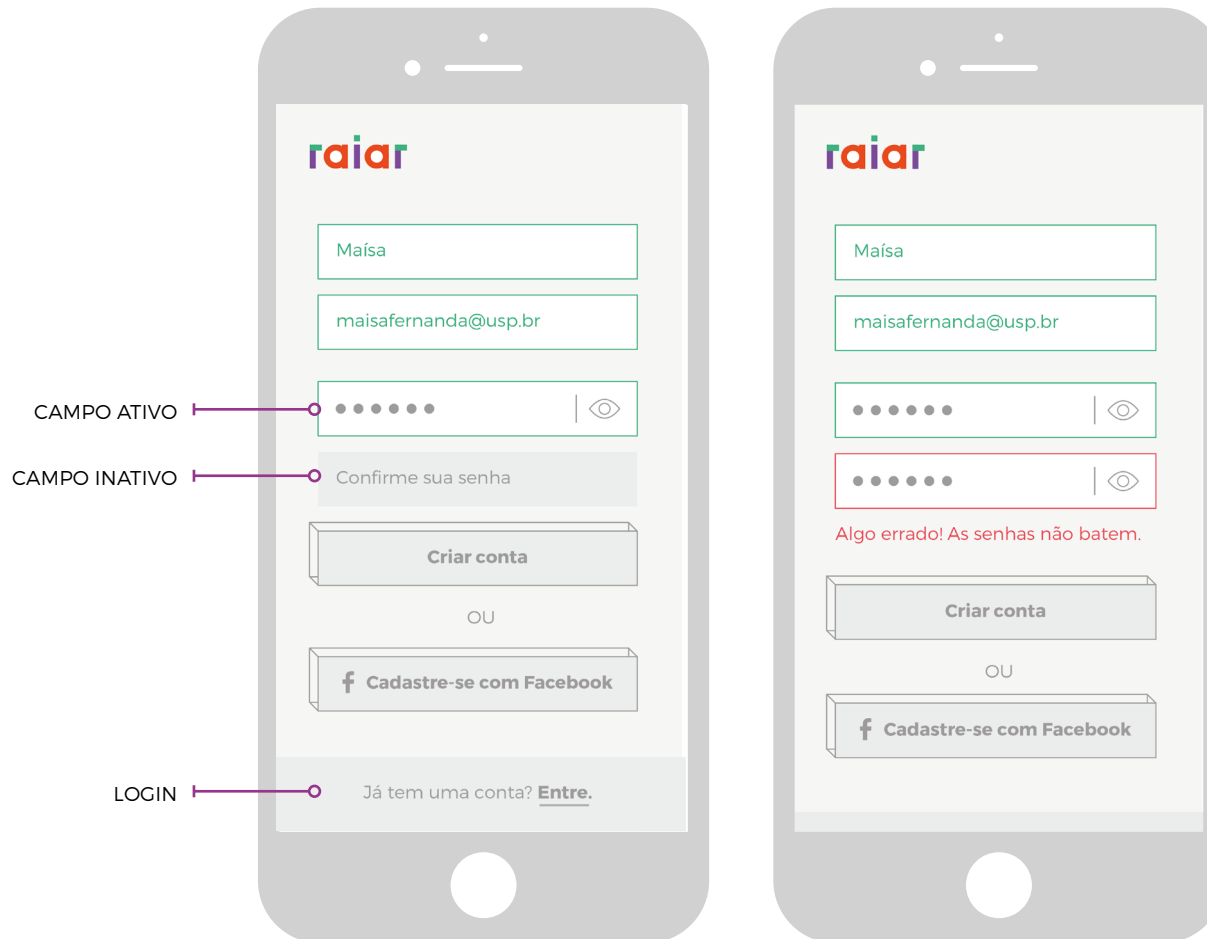 raiar
Maísa
maisafernanda@usp.br
CAMPO ATIVO
CAMPO INATIVO
Confirme sua senha
Criar conta
OU
Cadastre-se com Facebook
LOGIN
Já tem uma conta? Entre.
raiar
Maísa
maisafernanda@usp.br
Algo errado! As senhas não batem.
Criar conta
OU
Cadastre-se com Facebook